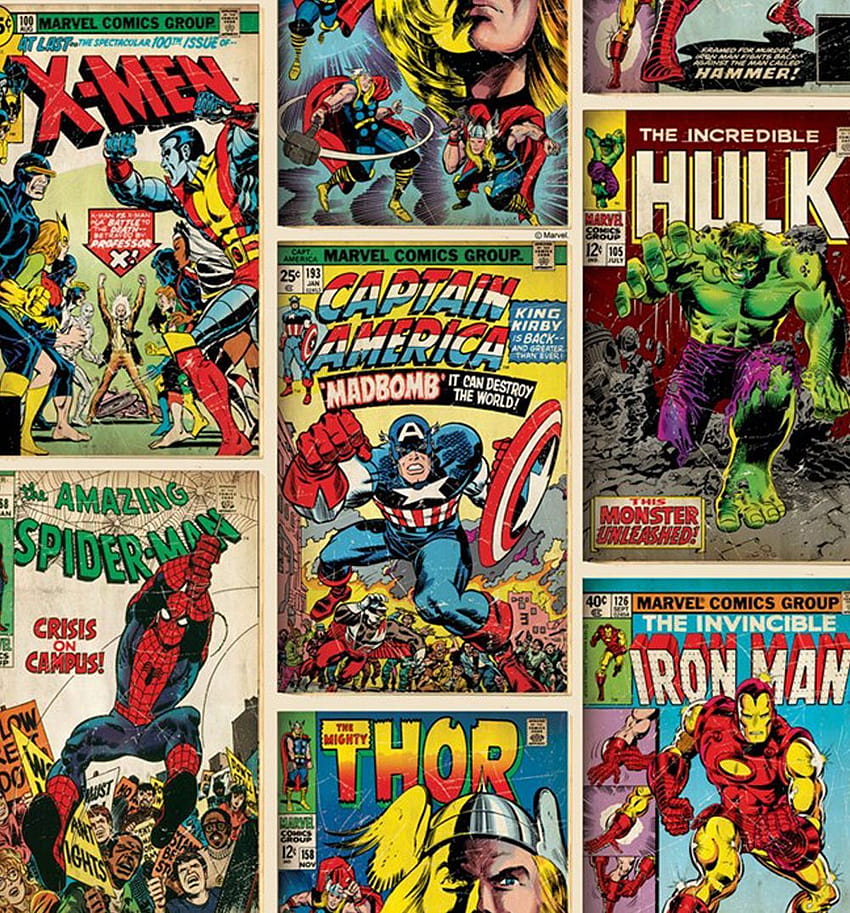 5¢
100
AUG
MARVEL COMICS GROUP
AT LAST-- THE SPECTACULAR 100TH ISSUE OF--
X-MEN
X-MAN VS. X-MAN
IN A BATTLE TO
THE DEATH--
BETRAYED BY
PROFESSOR
X!
the AMAZING
SPIDER-MAN
CRISIS
ON
CAMPUS!
© Marvel.
CAPT.
AMERICA
MARVEL COMICS GROUP.
25¢
193
JAN
CAPTAIN
AMERICA
KING
KIRBY
IS BACK--
AND GREATER
THAN EVER!
'MADBOMB' IT CAN DESTROY
THE WORLD!
THE
MIGHTY
THOR
MARVEL
COMICS
GROUP
12¢
158
NOV
FRAMED FOR MURDER,
IRON MAN FIGHTS BACK
AGAINST THE MAN CALLED
HAMMER!
THE INCREDIBLE
HULK
MARVEL
COMICS
GROUP
12¢
IND.
105
JULY
THIS
MONSTER
UNLEASHED!
40¢
126
SEPT
MARVEL COMICS GROUP
THE INVINCIBLE
IRON MAN